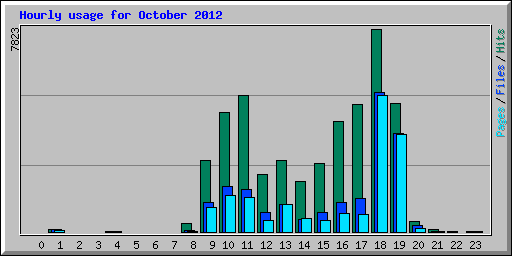 Hourly usage for October 2012
7823
Pages/Files/Hits
0 1 2 3 4 5 6 7 8 9 10 11 12 13 14 15 16 17 18 19 20 21 22 23